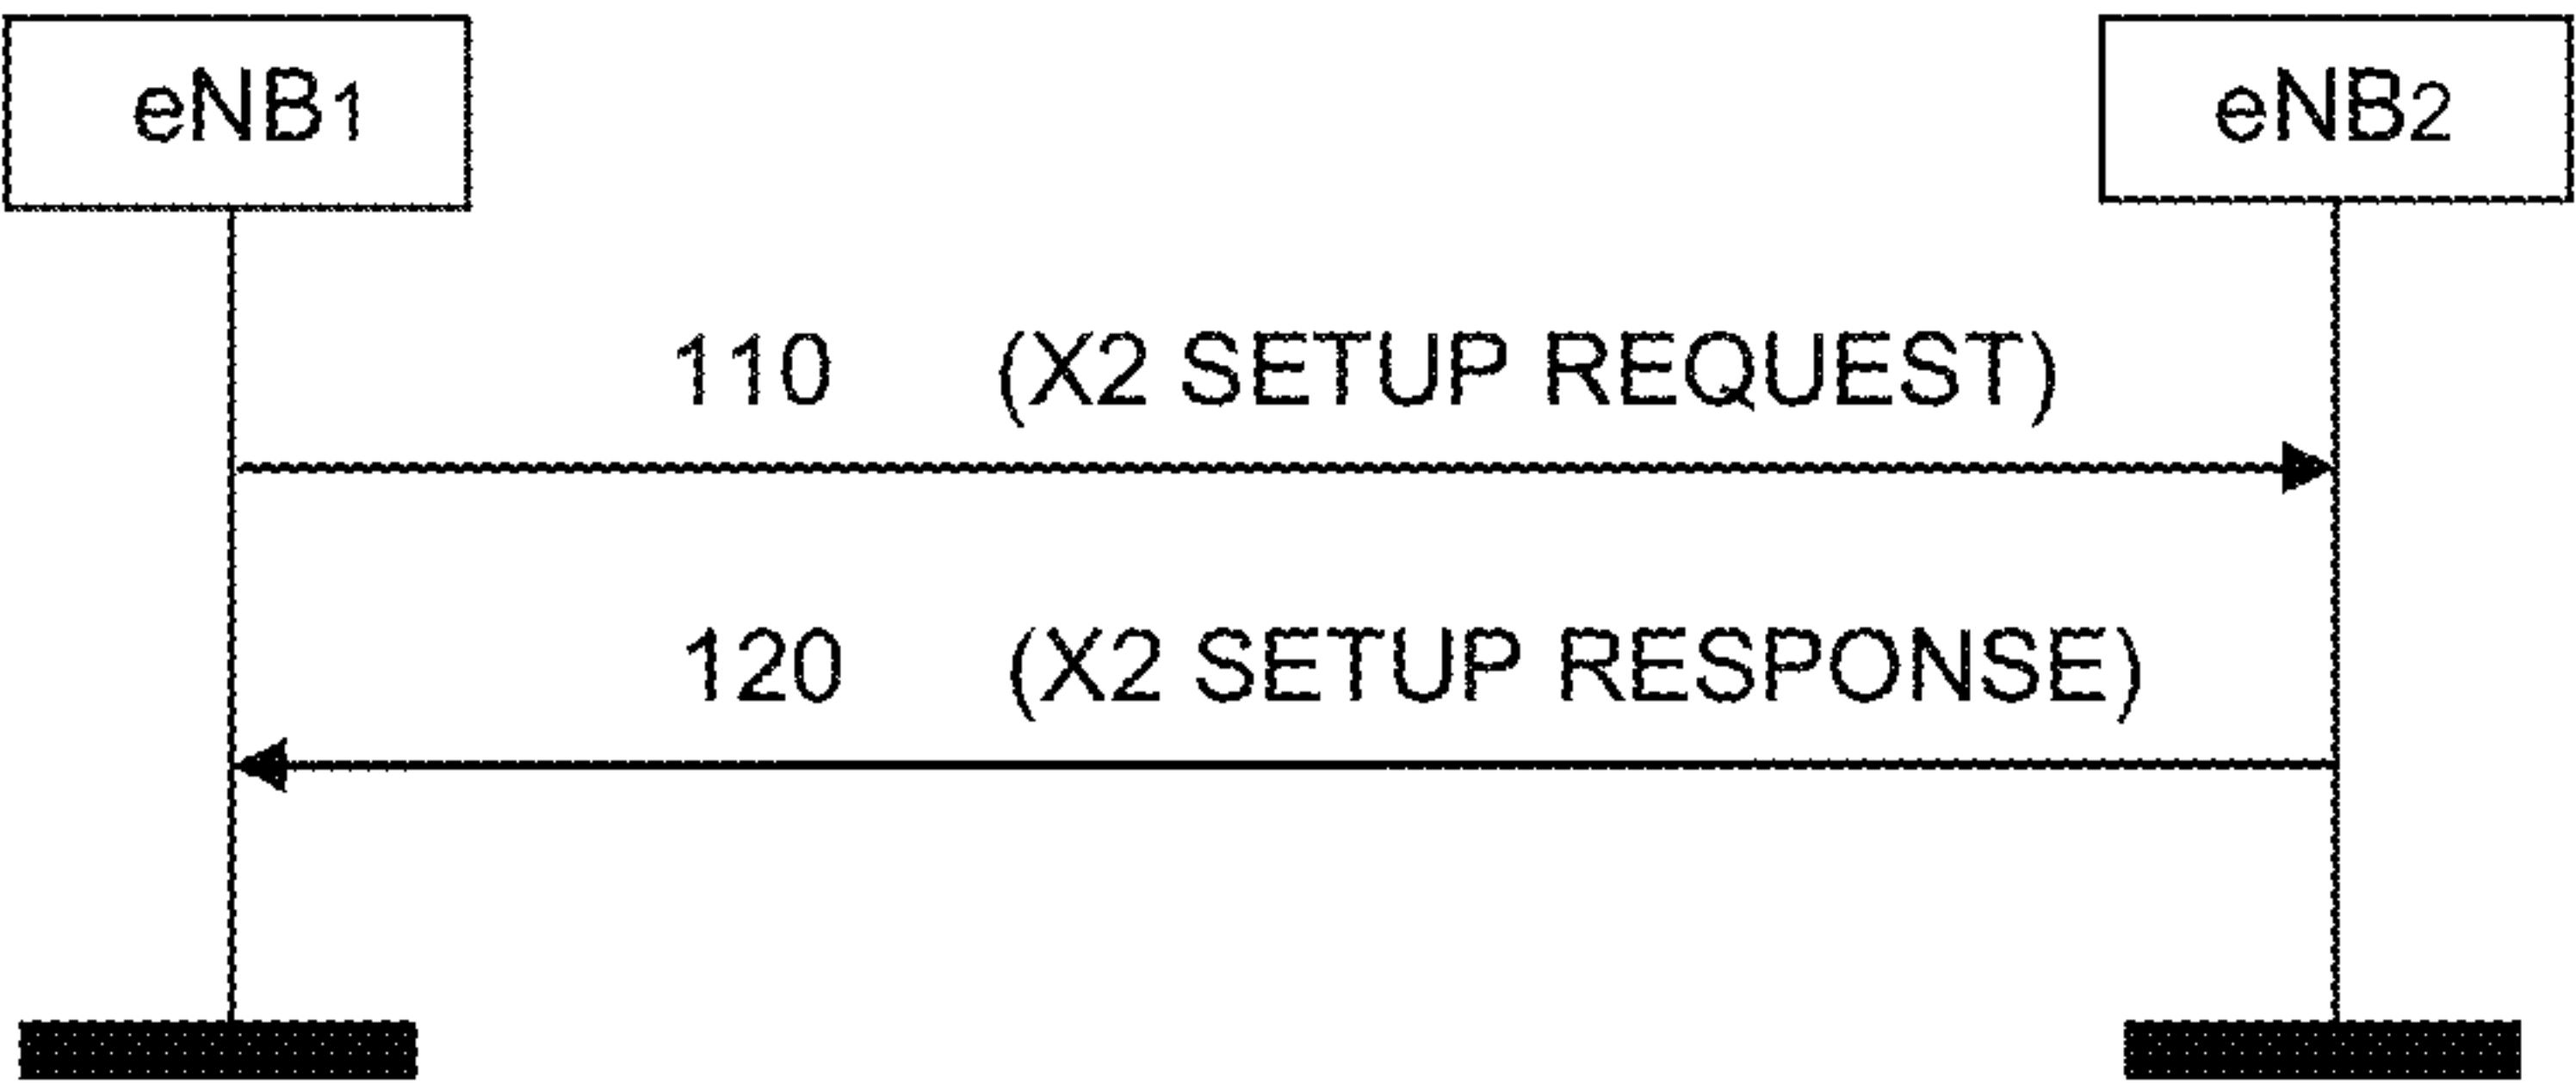 eNB1
eNB2
110 (X2 SETUP REQUEST)
120 (X2 SETUP RESPONSE)